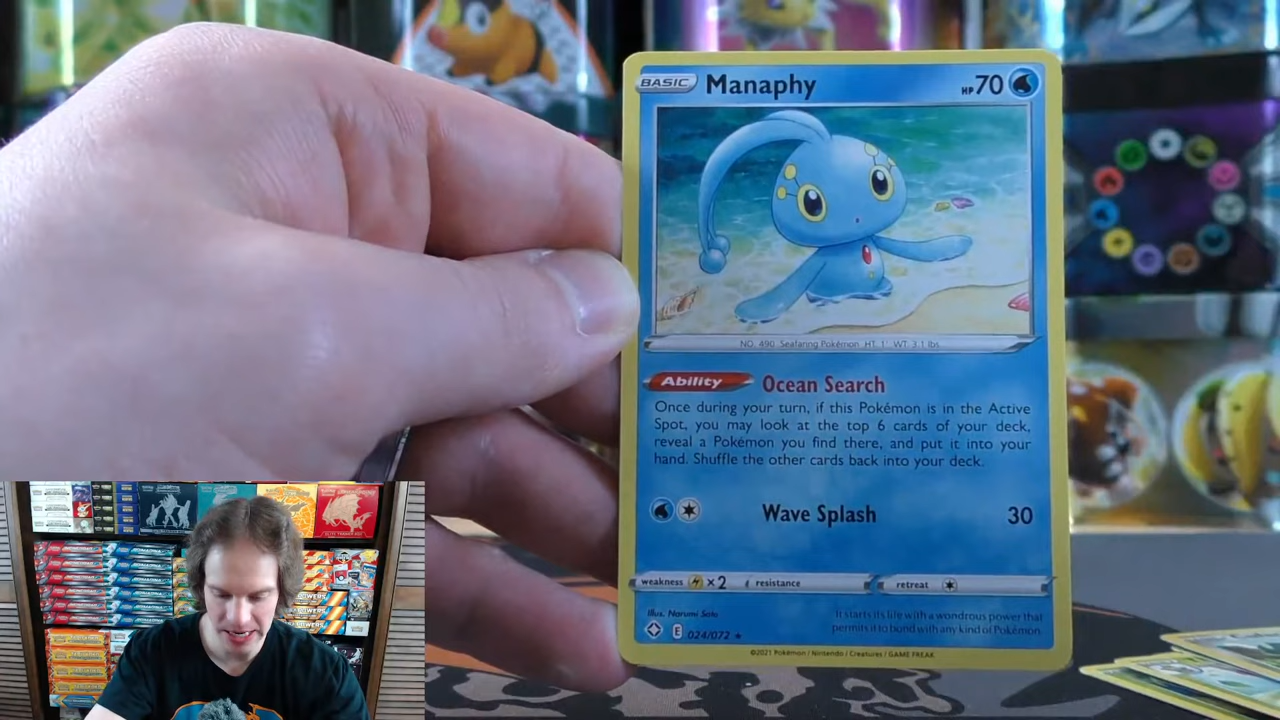 BASIC Manaphy HP 70
NO. 490 Seafaring Pokémon HT: 1' WT: 3.1 lbs.
Ability Ocean Search
Once during your turn, if this Pokémon is in the Active
Spot, you may look at the top 6 cards of your deck,
reveal a Pokémon you find there, and put it into your
hand. Shuffle the other cards back into your deck.
Wave Splash 30
weakness ×2 resistance retreat
Illus. Narumi Sato
It starts its life with a wondrous power that
permits it to bond with any kind of Pokémon.
E 024/072 ★
©2021 Pokémon / Nintendo / Creatures / GAME FREAK